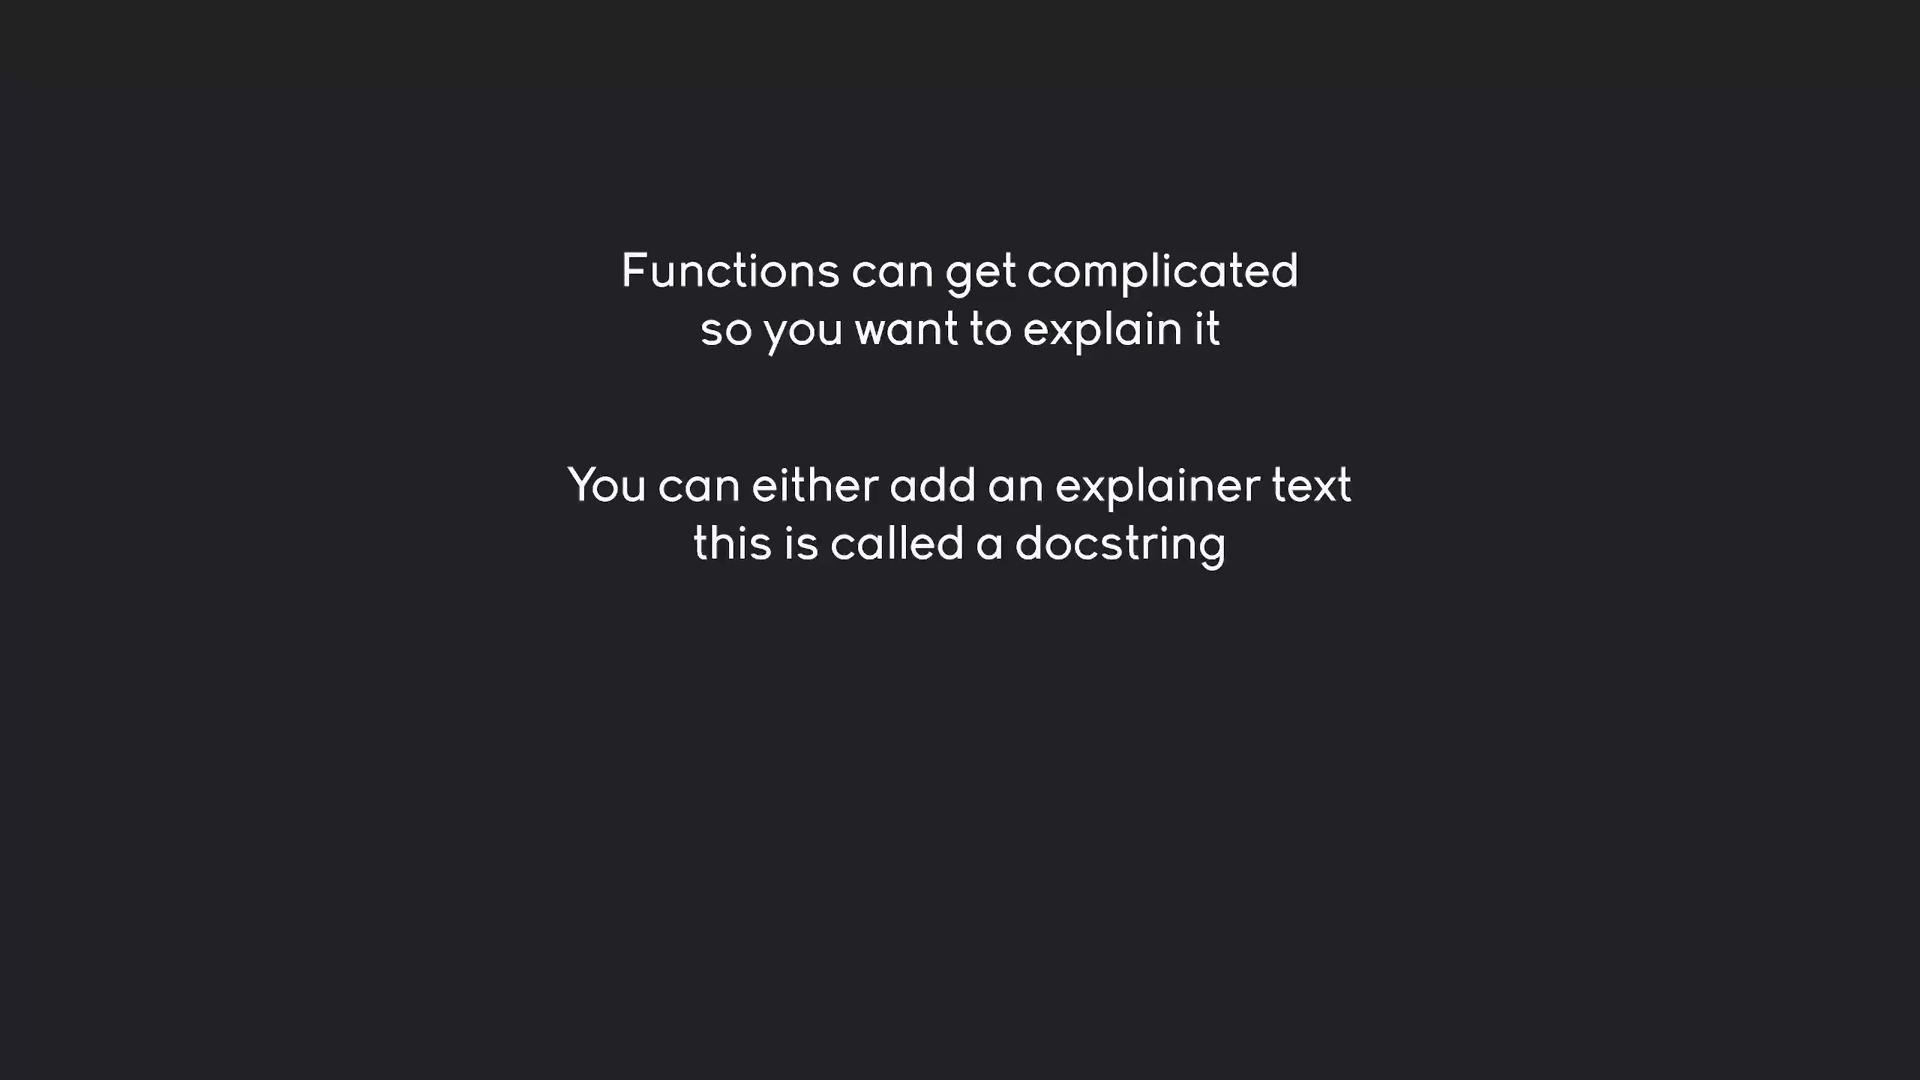 Functions can get complicated
so you want to explain it
You can either add an explainer text
this is called a docstring